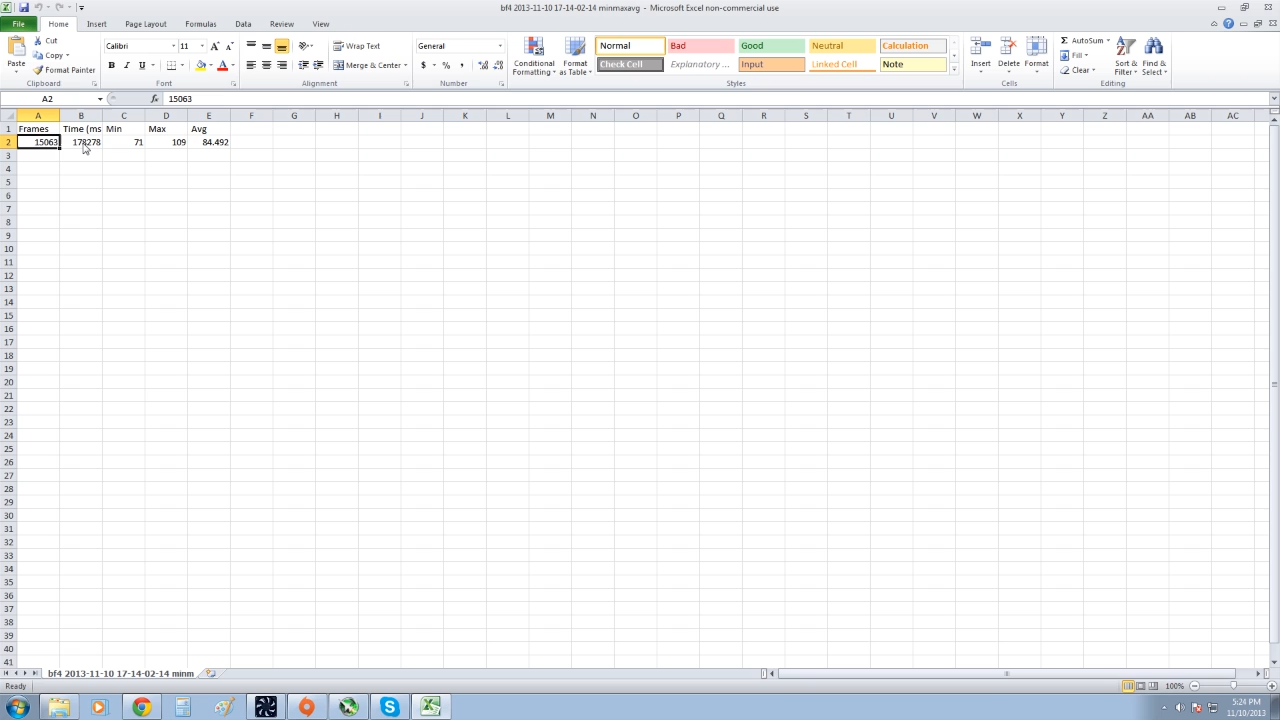 bf4 2013-11-10 17-14-02-14 minmaxavg - Microsoft Excel non-commercial use
File Home Insert Page Layout Formulas Data Review View
Cut
Copy
Format Painter
Paste
Clipboard
Calibri 11
Font
Wrap Text
Merge & Center
Alignment
General
Number
Conditional Formatting
Format as Table
Normal Bad Good Neutral Calculation
Check Cell Explanatory ... Input Linked Cell Note
Styles
Insert Delete Format
Cells
AutoSum
Fill
Clear
Sort & Filter
Find & Select
Editing
A2 fx 15063
A B C D E F G H I J K L M N O P Q R S T U V W X Y Z AA AB AC
1 Frames Time (ms Min Max Avg
2 15063 178278 71 109 84.492
3
4
5
6
7
8
9
10
11
12
13
14
15
16
17
18
19
20
21
22
23
24
25
26
27
28
29
30
31
32
33
34
35
36
37
38
39
40
41
bf4 2013-11-10 17-14-02-14 minm
Ready 100%
5:24 PM
11/10/2013